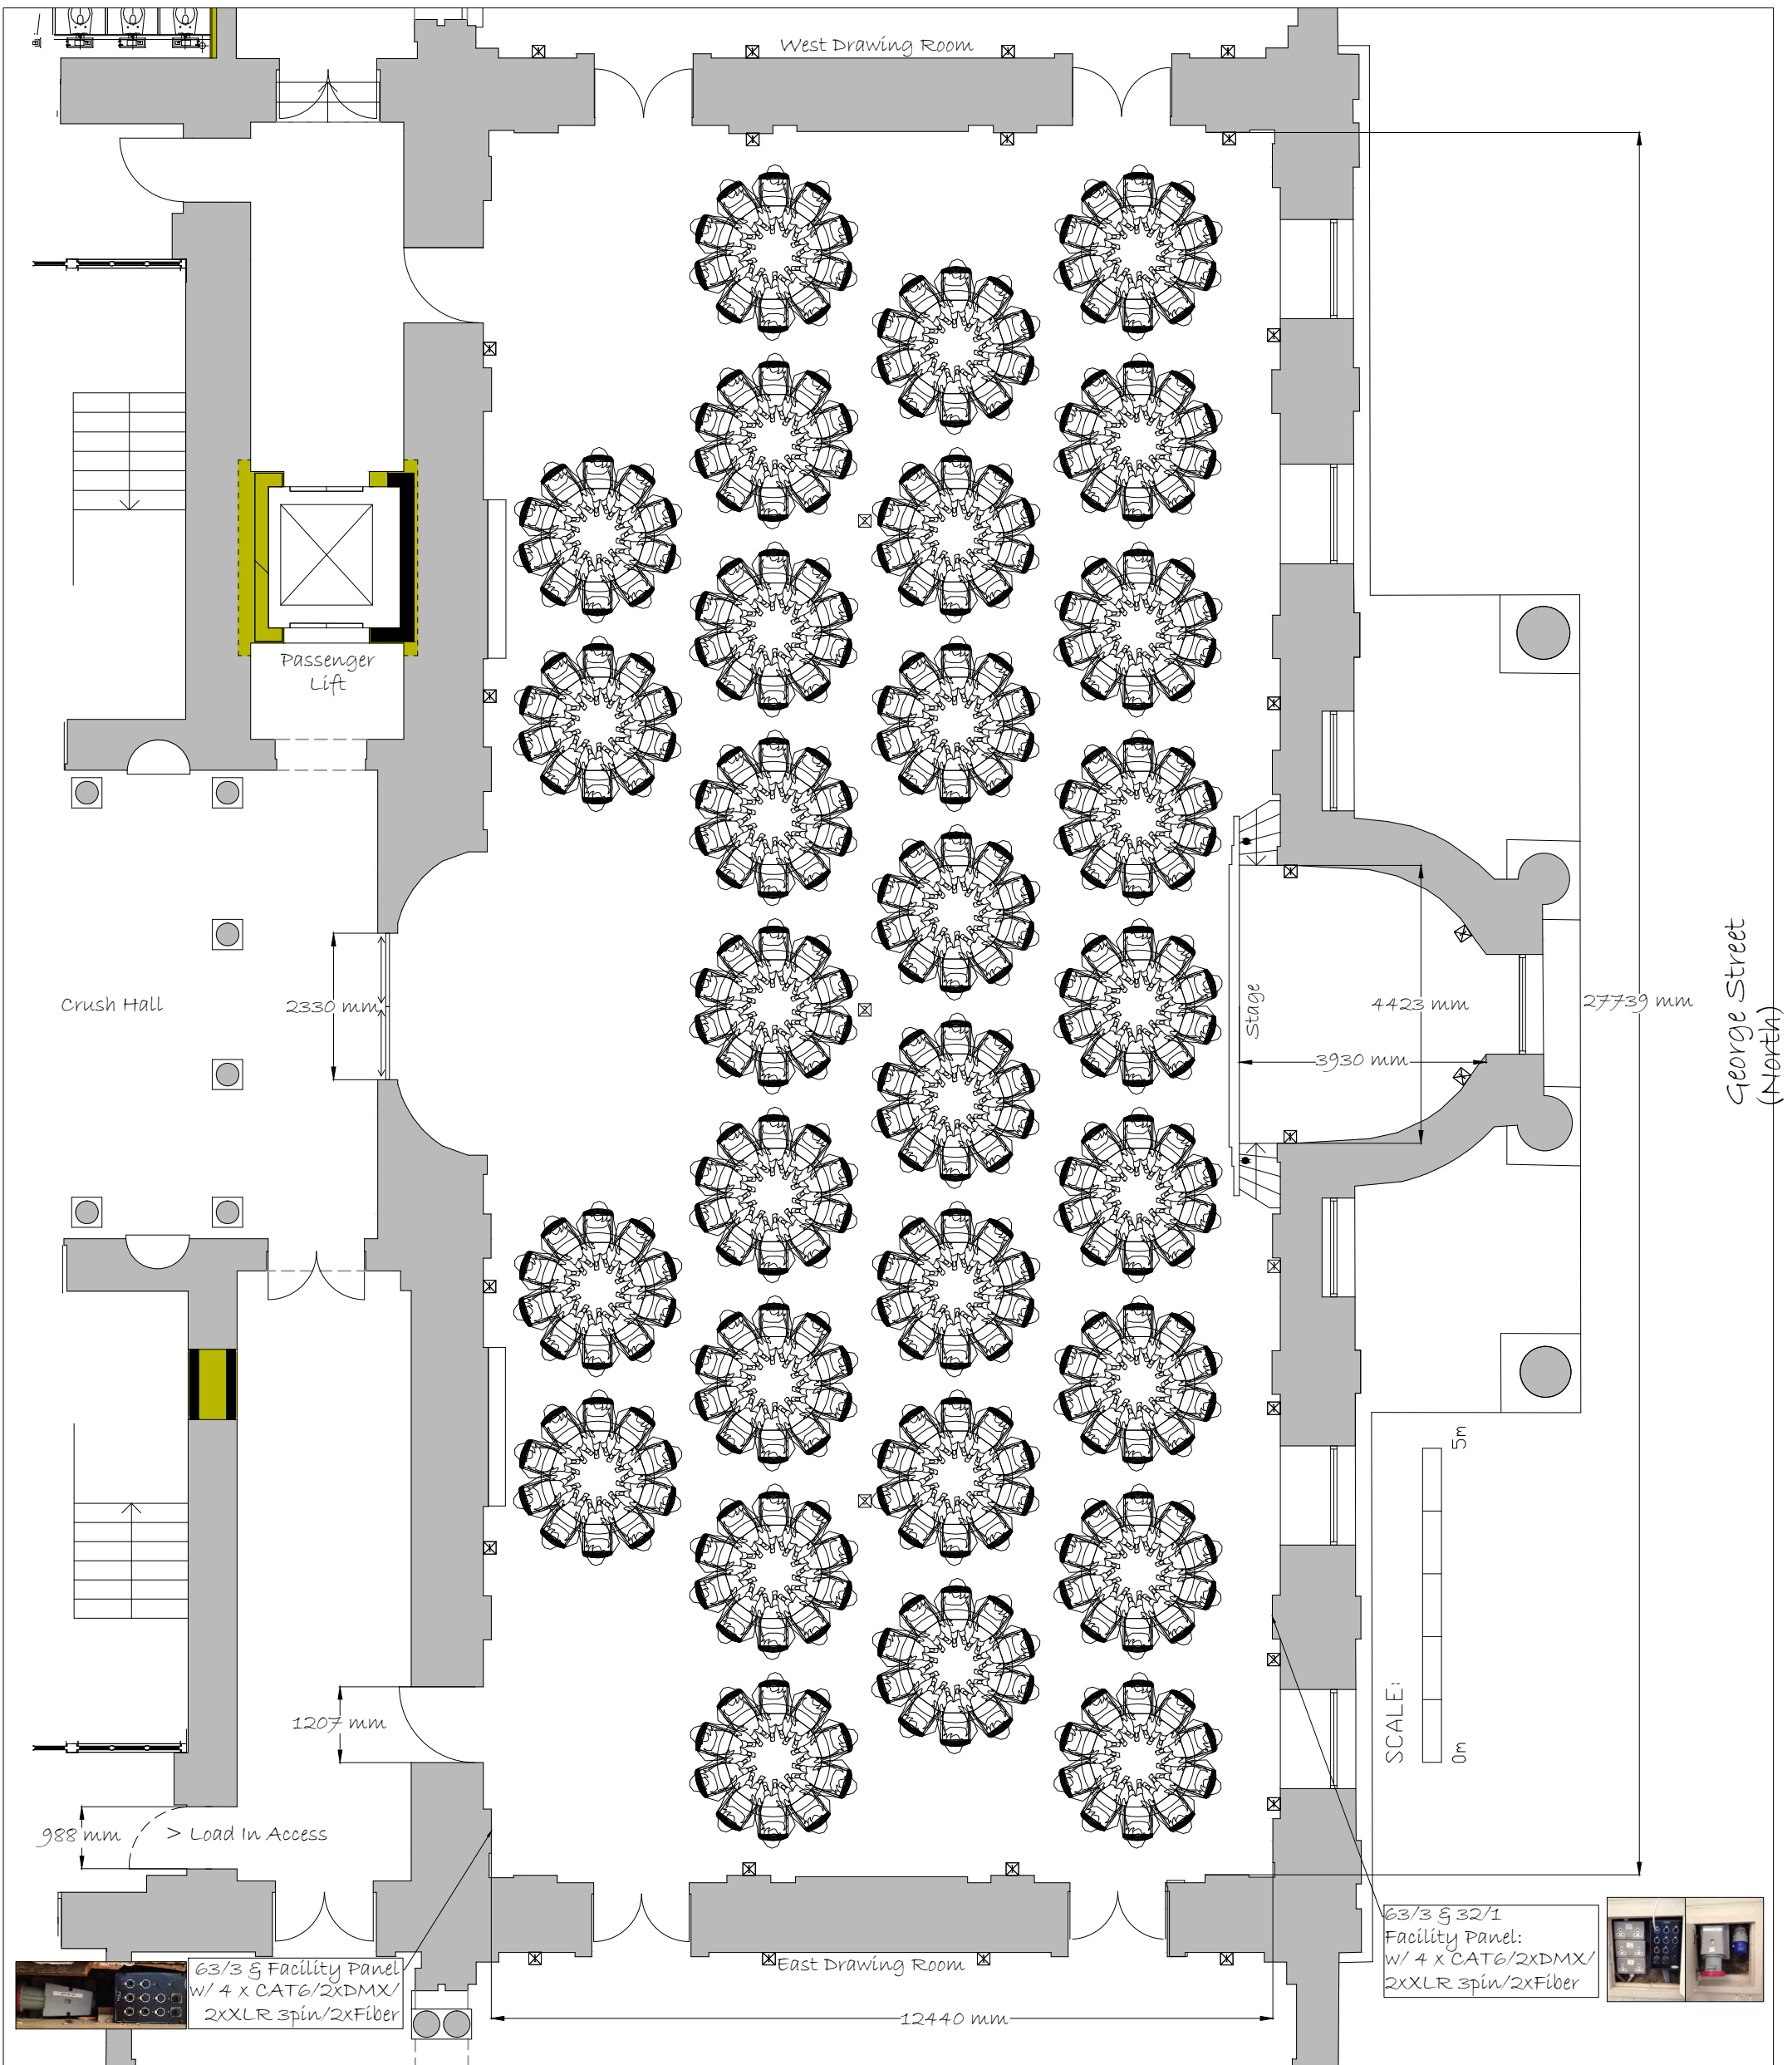 West Drawing Room
Passenger
Lift
Crush Hall
2330 mm
Stage
4423 mm
3930 mm
27739 mm
George Street
(North)
1207 mm
988 mm
> Load In Access
SCALE:
0m
5m
63/3 & Facility Panel
w/ 4 x CAT6/2xDMX/
2xXLR 3pin/2xFiber
East Drawing Room
12440 mm
63/3 & 32/1
Facility Panel:
w/ 4 x CAT6/2xDMX/
2xXLR 3pin/2xFiber